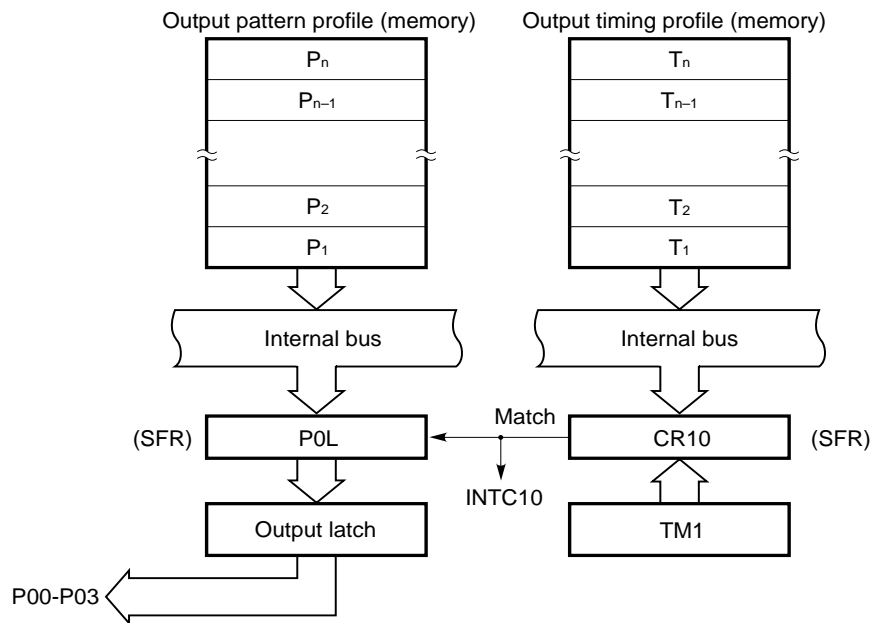 Output pattern profile (memory) Output timing profile (memory)
Pn Tn
Pn–1 Tn–1
P2 T2
P1 T1
Internal bus Internal bus
Match
(SFR) P0L CR10 (SFR)
INTC10
Output latch TM1
P00-P03